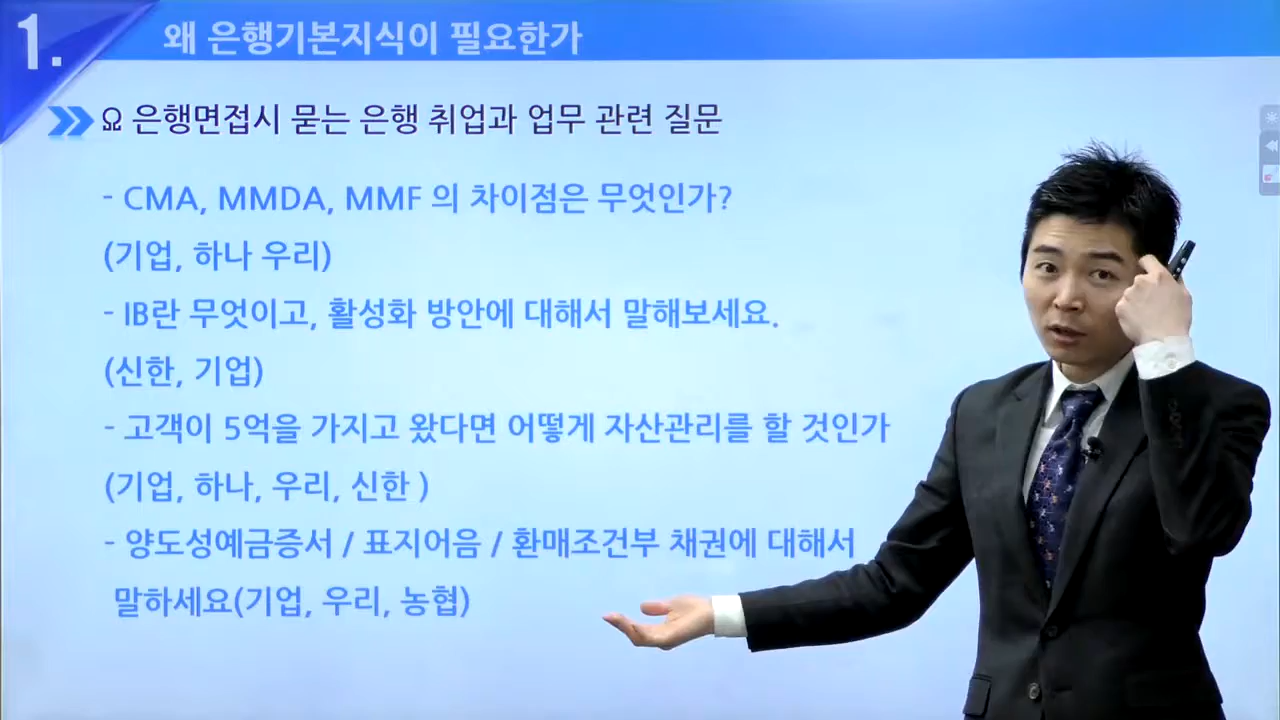 1.
왜 은행기본지식이 필요한가
Ω 은행면접시 묻는 은행 취업과 업무 관련 질문
- CMA, MMDA, MMF 의 차이점은 무엇인가?
(기업, 하나 우리)
- IB란 무엇이고, 활성화 방안에 대해서 말해보세요.
(신한, 기업)
- 고객이 5억을 가지고 왔다면 어떻게 자산관리를 할 것인가
(기업, 하나, 우리, 신한 )
- 양도성예금증서 / 표지어음 / 환매조건부 채권에 대해서
말하세요(기업, 우리, 농협)